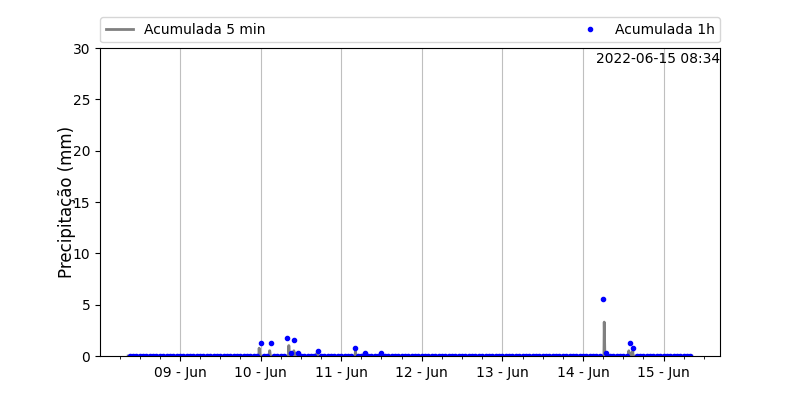 Acumulada 5 min
Acumulada 1h
2022-06-15 08:34
Precipitação (mm)
30
25
20
15
10
5
0
09 - Jun
10 - Jun
11 - Jun
12 - Jun
13 - Jun
14 - Jun
15 - Jun